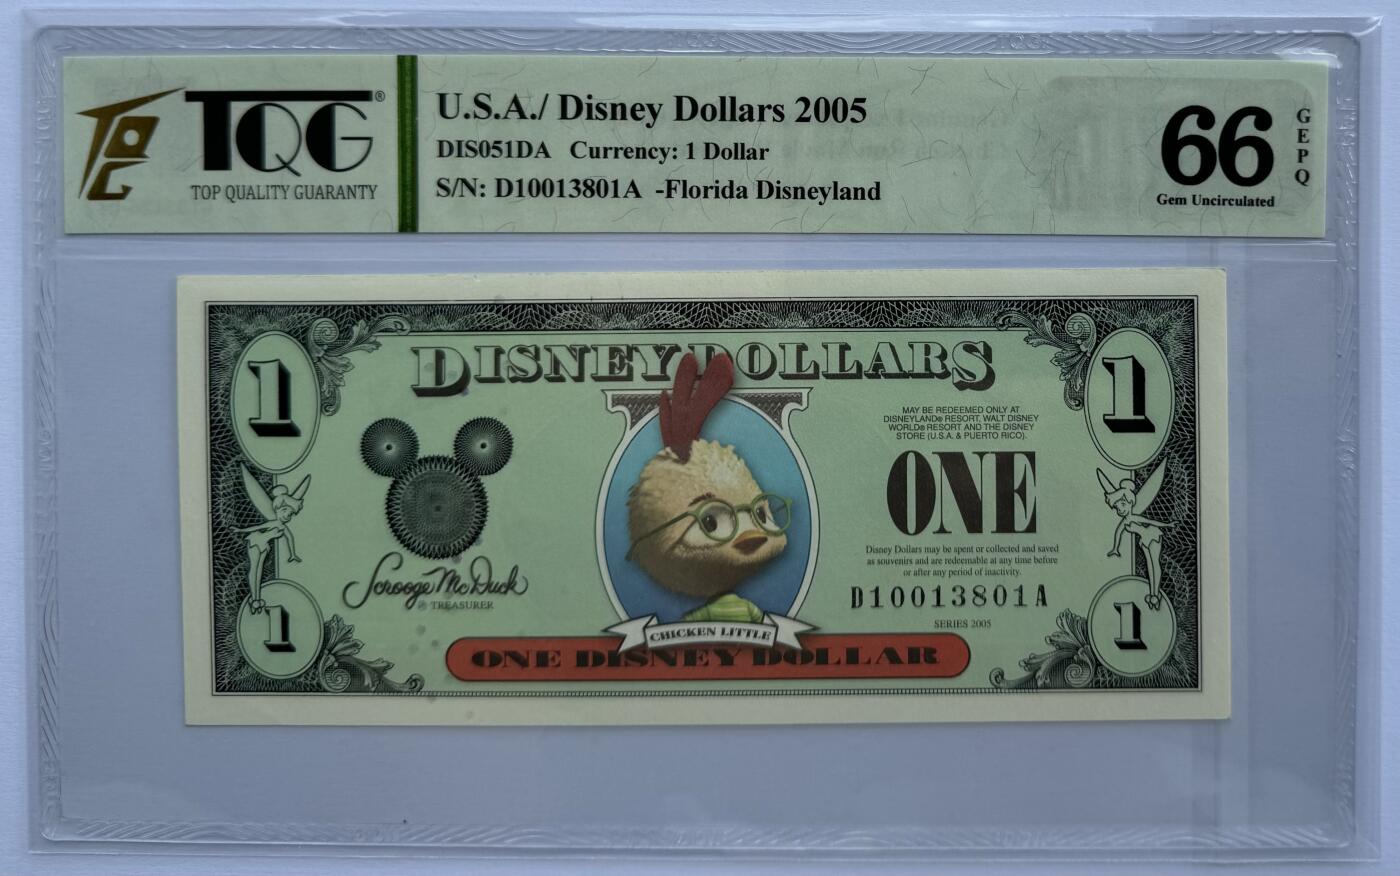 TQG®
TOP QUALITY GUARANTY
U.S.A./ Disney Dollars 2005
DIS051DA Currency: 1 Dollar
S/N: D10013801A -Florida Disneyland
66
GEPQ
Gem Uncirculated
DISNEY DOLLARS
1
1
MAY BE REDEEMED ONLY AT
DISNEYLAND® RESORT, WALT DISNEY
WORLD® RESORT AND THE DISNEY
STORE (U.S.A. & PUERTO RICO).
ONE
Disney Dollars may be spent or collected and saved
as souvenirs and are redeemable at any time before
or after any period of inactivity.
Scrooge McDuck
TREASURER
D10013801A
SERIES 2005
1
1
CHICKEN LITTLE
ONE DISNEY DOLLAR